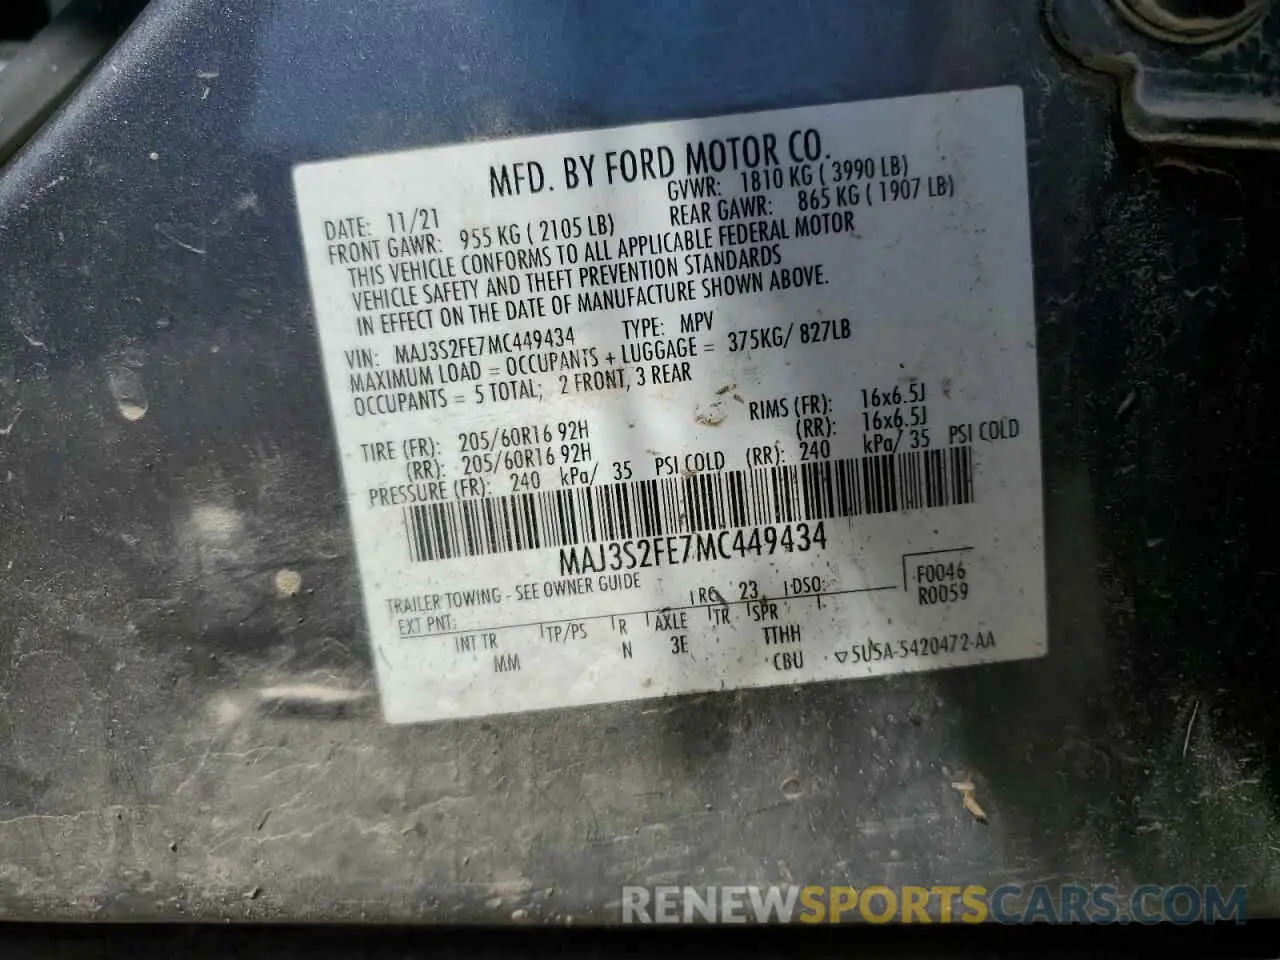 MFD. BY FORD MOTOR CO.
DATE: 11/21 GVWR: 1810 KG ( 3990 LB)
FRONT GAWR: 955 KG ( 2105 LB) REAR GAWR: 865 KG ( 1907 LB)
THIS VEHICLE CONFORMS TO ALL APPLICABLE FEDERAL MOTOR
VEHICLE SAFETY AND THEFT PREVENTION STANDARDS
IN EFFECT ON THE DATE OF MANUFACTURE SHOWN ABOVE.
VIN: MAJ3S2FE7MC449434 TYPE: MPV
MAXIMUM LOAD = OCCUPANTS + LUGGAGE = 375KG/ 827LB
OCCUPANTS = 5 TOTAL; 2 FRONT, 3 REAR
TIRE (FR): 205/60R16 92H RIMS (FR): 16x6.5J
(RR): 205/60R16 92H (RR): 16x6.5J
PRESSURE (FR): 240 kPa/ 35 PSI COLD (RR): 240 kPa/ 35 PSI COLD
MAJ3S2FE7MC449434
TRAILER TOWING - SEE OWNER GUIDE
EXT PNT: RC 23 DSO: F0046
R0059
INT TR TP/PS R AXLE TR SPR
MM N 3E TTHH
CBU ▽5U5A-5420472-AA
RENEWSPORTSCARS.COM